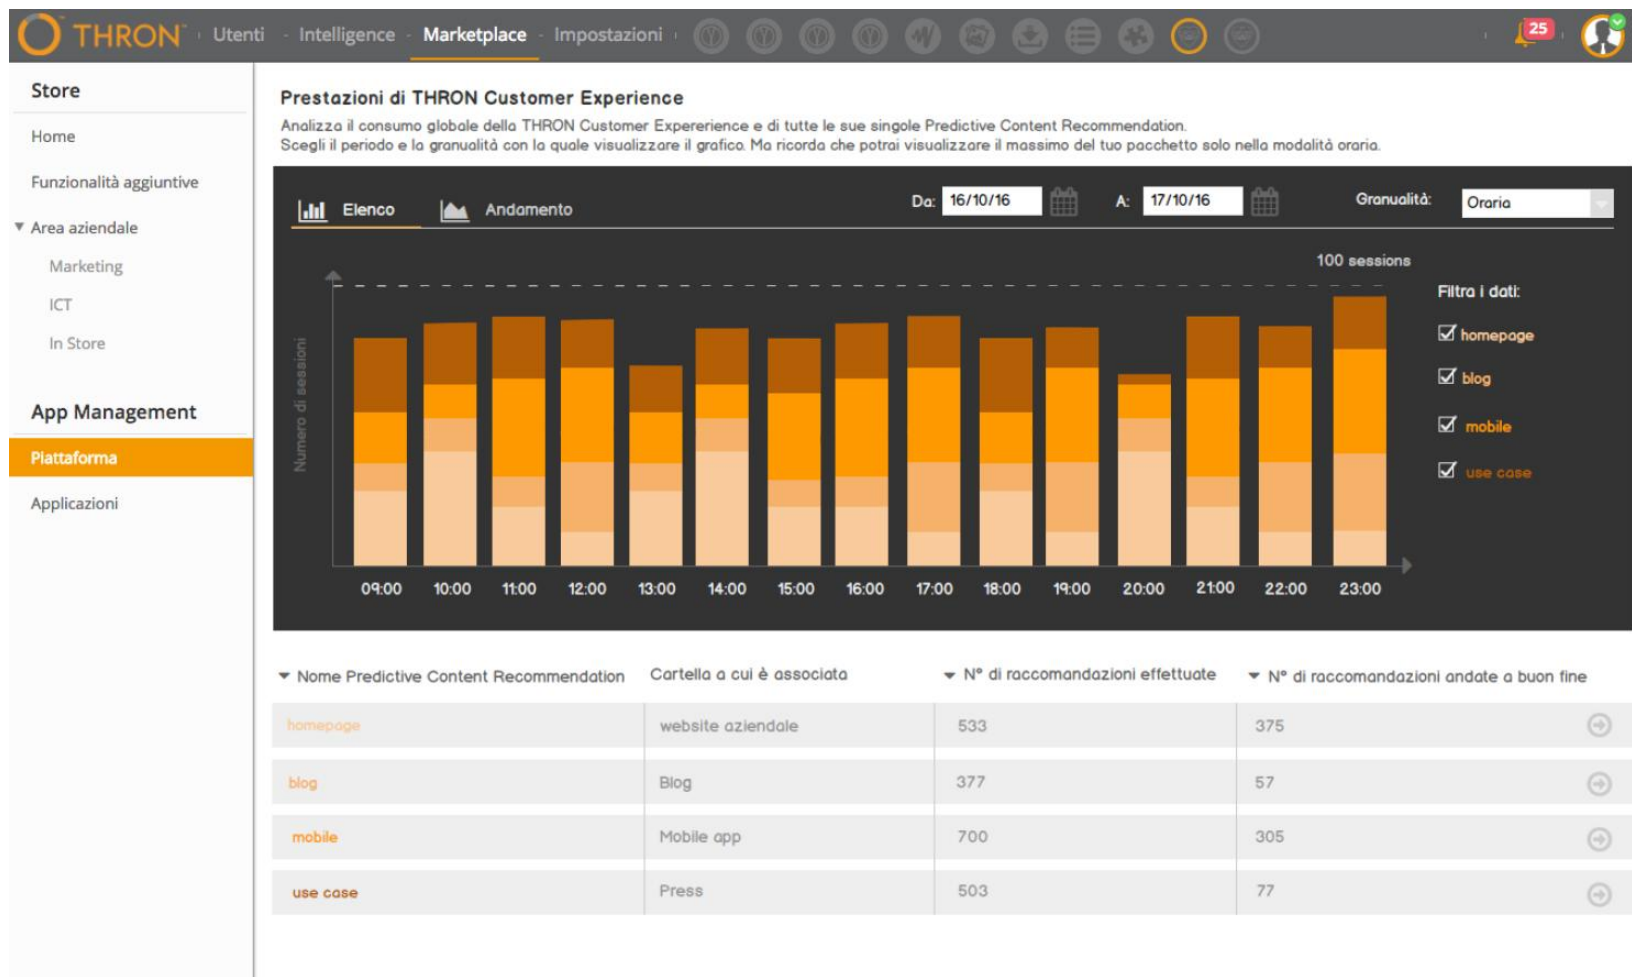 THRON™ Utenti - Intelligence - Marketplace - Impostazioni 25
Store
Home
Funzionalità aggiuntive
Area aziendale
Marketing
ICT
In Store
App Management
Piattaforma
Applicazioni
Prestazioni di THRON Customer Experience
Analizza il consumo globale della THRON Customer Expererience e di tutte le sue singole Predictive Content Recommendation.
Scegli il periodo e la granualità con la quale visualizzare il grafico. Ma ricorda che potrai visualizzare il massimo del tuo pacchetto solo nella modalità oraria.
Elenco Andamento Da: 16/10/16 A: 17/10/16 Granualità: Oraria
100 sessions
Numero di sessioni
09:00 10:00 11:00 12:00 13:00 14:00 15:00 16:00 17:00 18:00 19:00 20:00 21:00 22:00 23:00
Filtra i dati:
homepage
blog
mobile
use case
Nome Predictive Content Recommendation Cartella a cui è associata N° di raccomandazioni effettuate N° di raccomandazioni andate a buon fine
homepage website aziendale 533 375
blog Blog 377 57
mobile Mobile app 700 305
use case Press 503 77